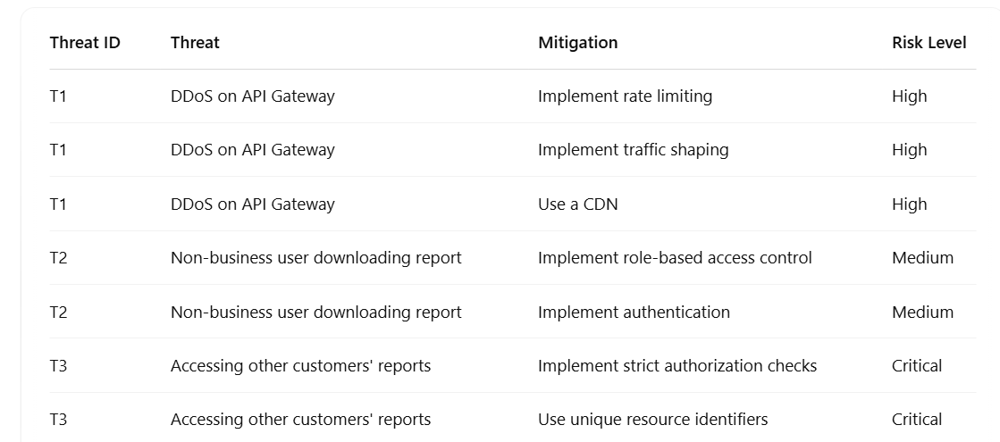 Threat ID Threat Mitigation Risk Level
T1 DDoS on API Gateway Implement rate limiting High
T1 DDoS on API Gateway Implement traffic shaping High
T1 DDoS on API Gateway Use a CDN High
T2 Non-business user downloading report Implement role-based access control Medium
T2 Non-business user downloading report Implement authentication Medium
T3 Accessing other customers' reports Implement strict authorization checks Critical
T3 Accessing other customers' reports Use unique resource identifiers Critical